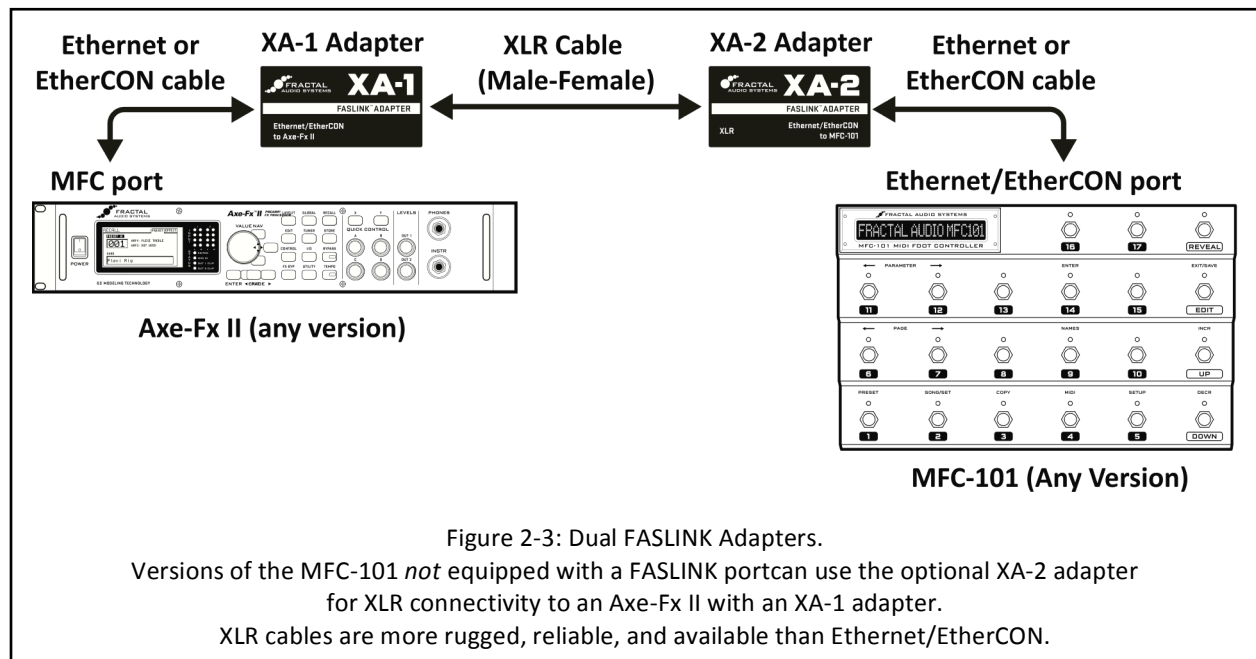 Ethernet or
EtherCON cable
XA-1 Adapter
XLR Cable
(Male-Female)
XA-2 Adapter
Ethernet or
EtherCON cable
FRACTAL
AUDIO SYSTEMS
XA-1
FASLINK™ADAPTER
Ethernet/EtherCON
to Axe-Fx II
FRACTAL
AUDIO SYSTEMS
XA-2
FASLINK™ADAPTER
XLR
Ethernet/EtherCON
to MFC-101
MFC port
Ethernet/EtherCON port
FRACTAL
AUDIO SYSTEMS
Axe-Fx™II
POWER
RECALL
001
G2 MODELING TECHNOLOGY
VALUE NAV
ENTER
GLOBAL RECALL
EDIT TUNER STORE
CONTROL I/O BYPASS
FX BYP UTILITY TEMPO
X Y
QUICK CONTROL
A B
C D
LEVELS
OUT 1
OUT 2
PHONES
INSTR
Axe-Fx II (any version)
FRACTAL AUDIO SYSTEMS
FRACTAL AUDIO MFC101
MFC-101 MIDI FOOT CONTROLLER
16 17 REVEAL
← PARAMETER → ENTER EXIT/SAVE
11 12 13 14 15 EDIT
← PAGE → NAMES INCR
6 7 8 9 10 UP
PRESET SONG/SET COPY MIDI SETUP DECR
1 2 3 4 5 DOWN
MFC-101 (Any Version)
Figure 2-3: Dual FASLINK Adapters.
Versions of the MFC-101 not equipped with a FASLINK portcan use the optional XA-2 adapter
for XLR connectivity to an Axe-Fx II with an XA-1 adapter.
XLR cables are more rugged, reliable, and available than Ethernet/EtherCON.